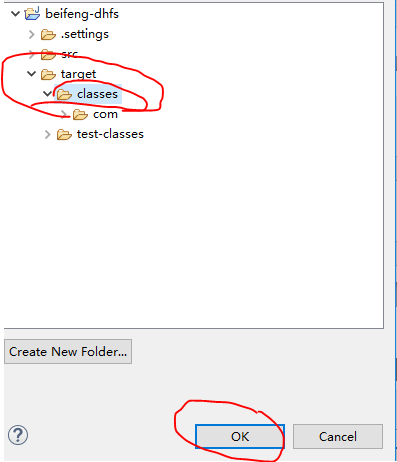 beifeng-dhfs
.settings
src
target
classes
com
test-classes
Create New Folder...
OK
Cancel